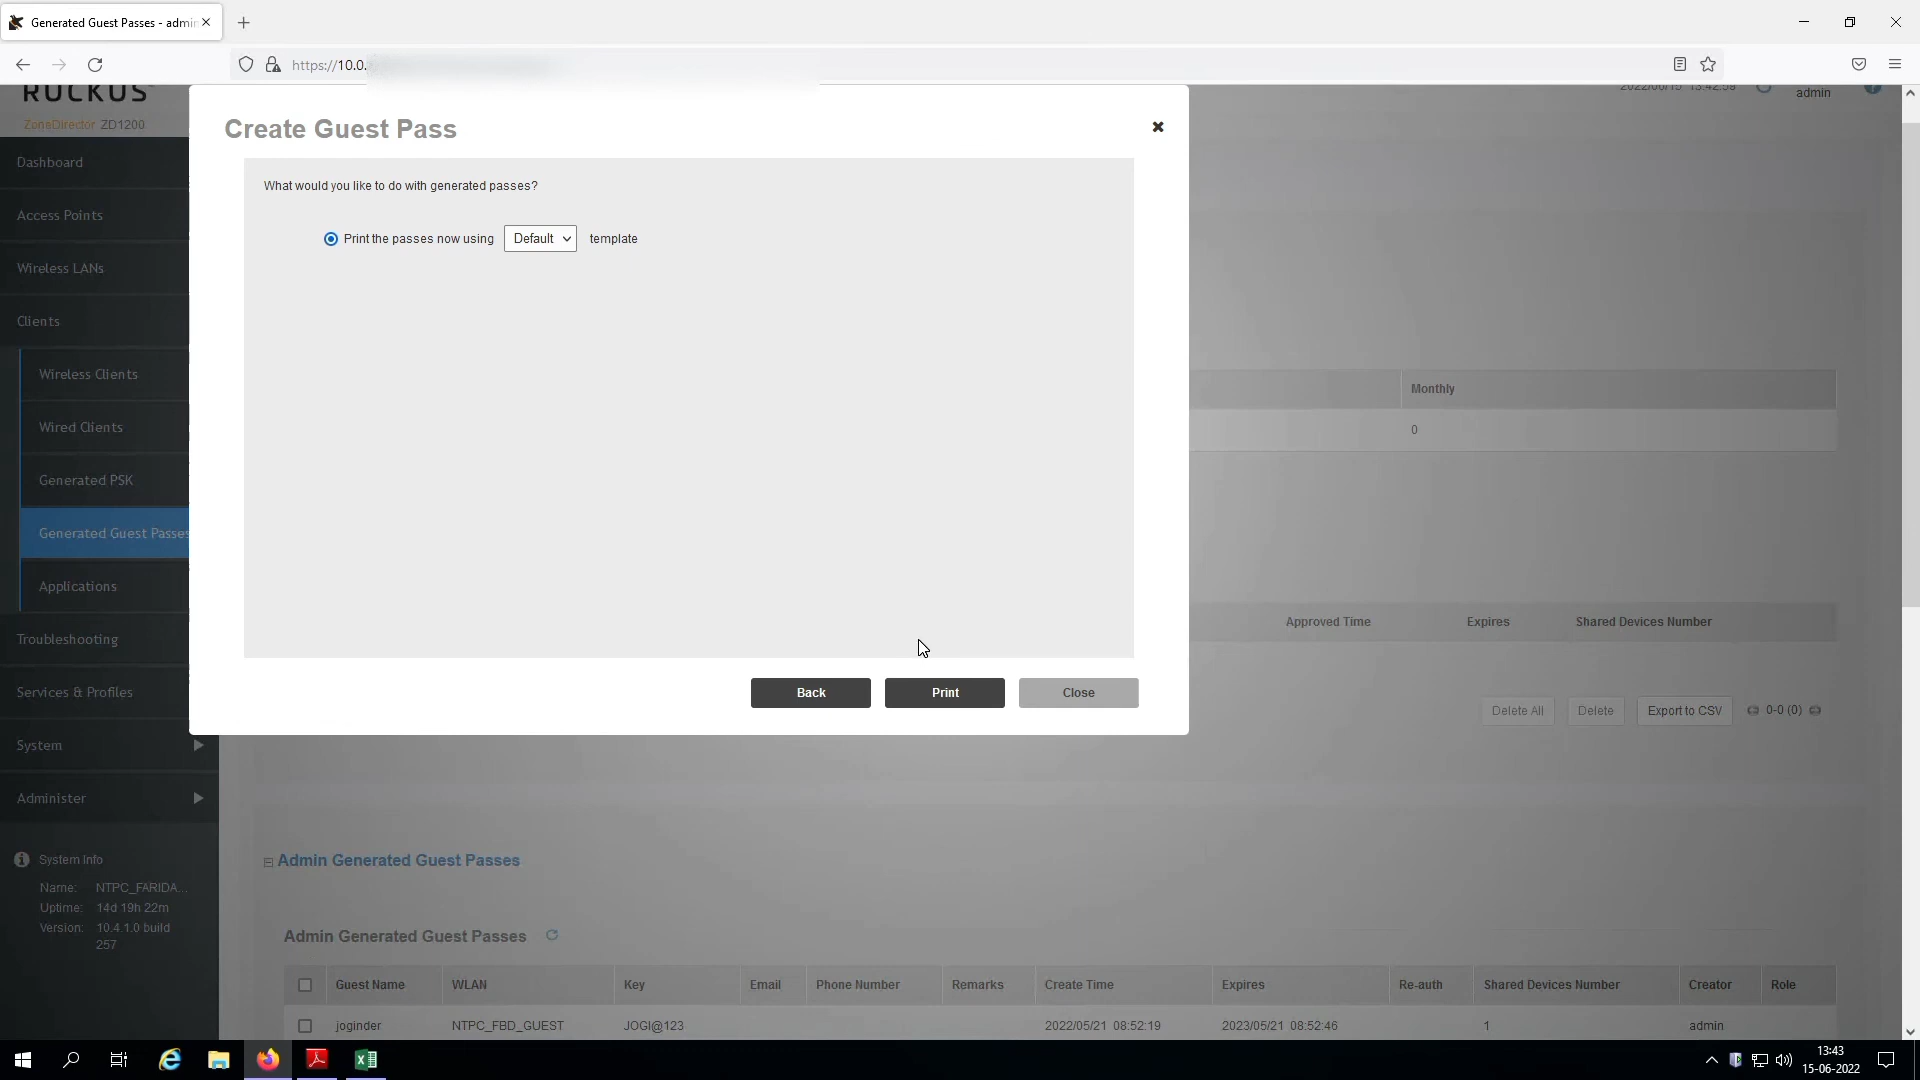 Generated Guest Passes - admin
https://10.0.
RUCKUS
ZoneDirector ZD1200
2022/06/15 13:42:59
admin
Create Guest Pass
What would you like to do with generated passes?
Print the passes now using Default template
Back Print Close
Dashboard
Access Points
Wireless LANs
Clients
Wireless Clients
Wired Clients
Generated PSK
Generated Guest Passes
Applications
Troubleshooting
Services & Profiles
System
Administer
System Info
Name: NTPC_FARIDA...
Uptime: 14d 19h 22m
Version: 10.4.1.0 build
257
Monthly
0
Approved Time Expires Shared Devices Number
Delete All Delete Export to CSV 0-0 (0)
Admin Generated Guest Passes
Admin Generated Guest Passes
Guest Name WLAN Key Email Phone Number Remarks Create Time Expires Re-auth Shared Devices Number Creator Role
joginder NTPC_FBD_GUEST JOGI@123 2022/05/21 08:52:19 2023/05/21 08:52:46 1 admin
13:43
15-06-2022